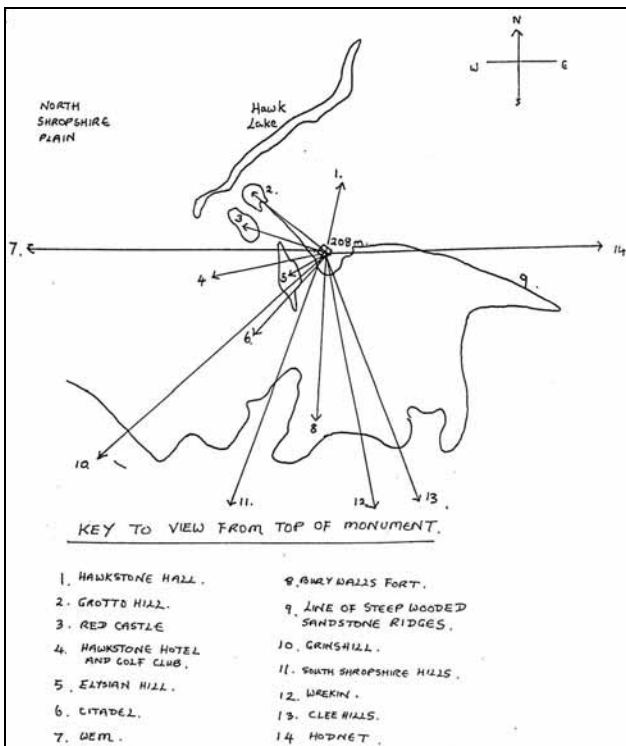 N
W E
S
NORTH
SHROPSHIRE
PLAIN
Hawk
Lake
1.
2.
3
208m.
7.
14
4
5
9.
6.
8
10.
11.
12.
13
KEY TO VIEW FROM TOP OF MONUMENT.
1. HAWKSTONE HALL.
2. GROTTO HILL.
3. RED CASTLE
4. HAWKSTONE HOTEL
AND GOLF CLUB.
5 ELYSIAN HILL.
6. CITADEL.
7. WEM.
8. BURY WALLS FORT.
9. LINE OF STEEP WOODED
SANDSTONE RIDGES.
10. GRINSHILL.
11. SOUTH SHROPSHIRE HILLS.
12. WREKIN.
13. CLEE HILLS.
14 HODNET